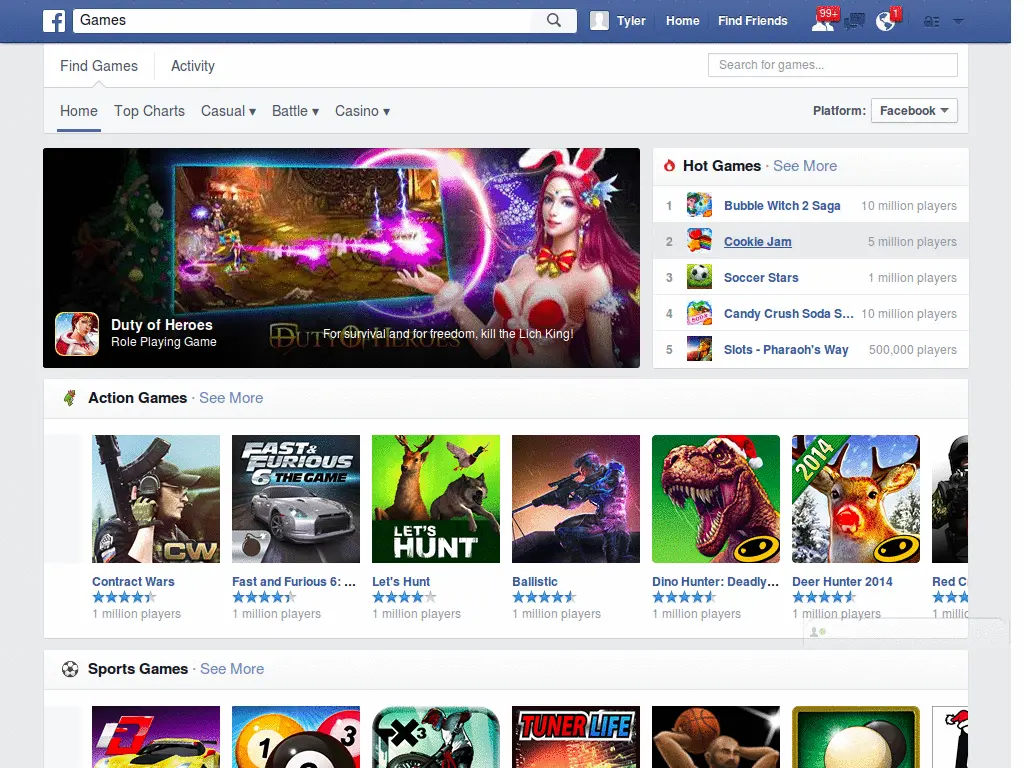 Games
Tyler
Home
Find Friends
99+
1
Find Games
Activity
Search for games...
Home
Top Charts
Casual ▾
Battle ▾
Casino ▾
Platform:
Facebook
Duty of Heroes
Role Playing Game
For survival and for freedom, kill the Lich King!
Hot Games · See More
1 Bubble Witch 2 Saga 10 million players
2 Cookie Jam 5 million players
3 Soccer Stars 1 million players
4 Candy Crush Soda S... 10 million players
5 Slots - Pharaoh's Way 500,000 players
Action Games · See More
CW
FAST &
FURIOUS
6 THE GAME
LET'S
HUNT
2014
Contract Wars
1 million players
Fast and Furious 6: ...
1 million players
Let's Hunt
1 million players
Ballistic
1 million players
Dino Hunter: Deadly...
1 million players
Deer Hunter 2014
1 million players
Red C
1 milli
Sports Games · See More
1
3
8
X3
TUNER LIFE